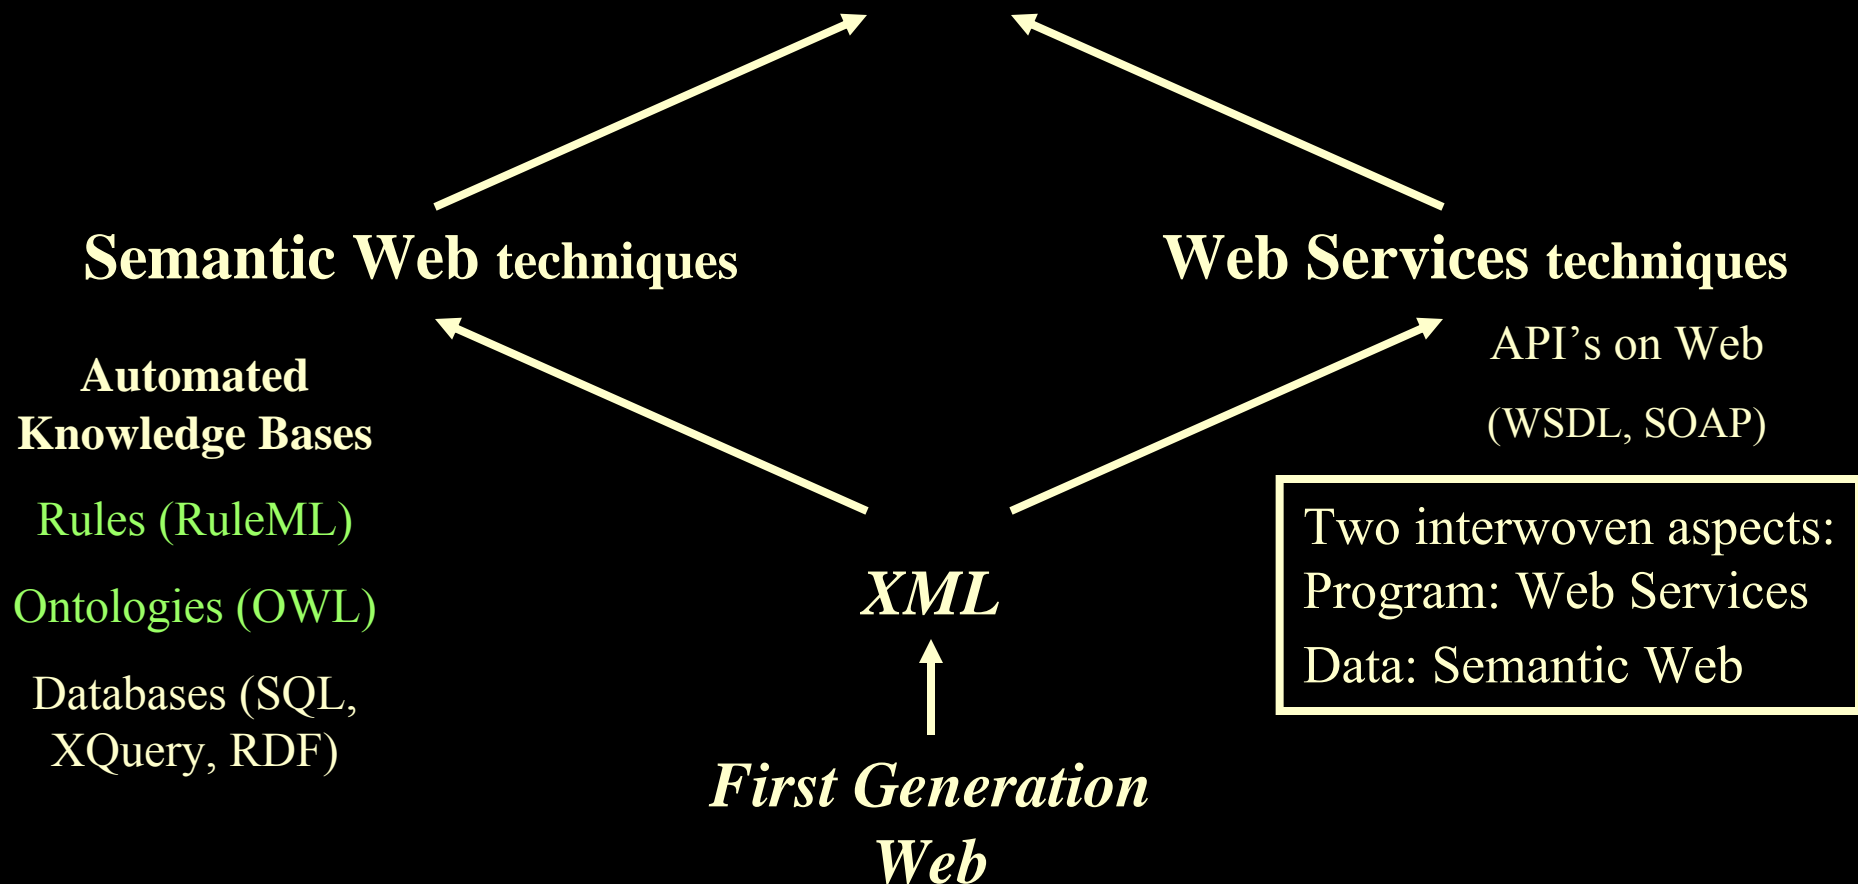 Semantic Web techniques
Web Services techniques
Automated
Knowledge Bases
Rules (RuleML)
Ontologies (OWL)
Databases (SQL,
XQuery, RDF)
API’s on Web
(WSDL, SOAP)
Two interwoven aspects:
Program: Web Services
Data: Semantic Web
XML
First Generation
Web